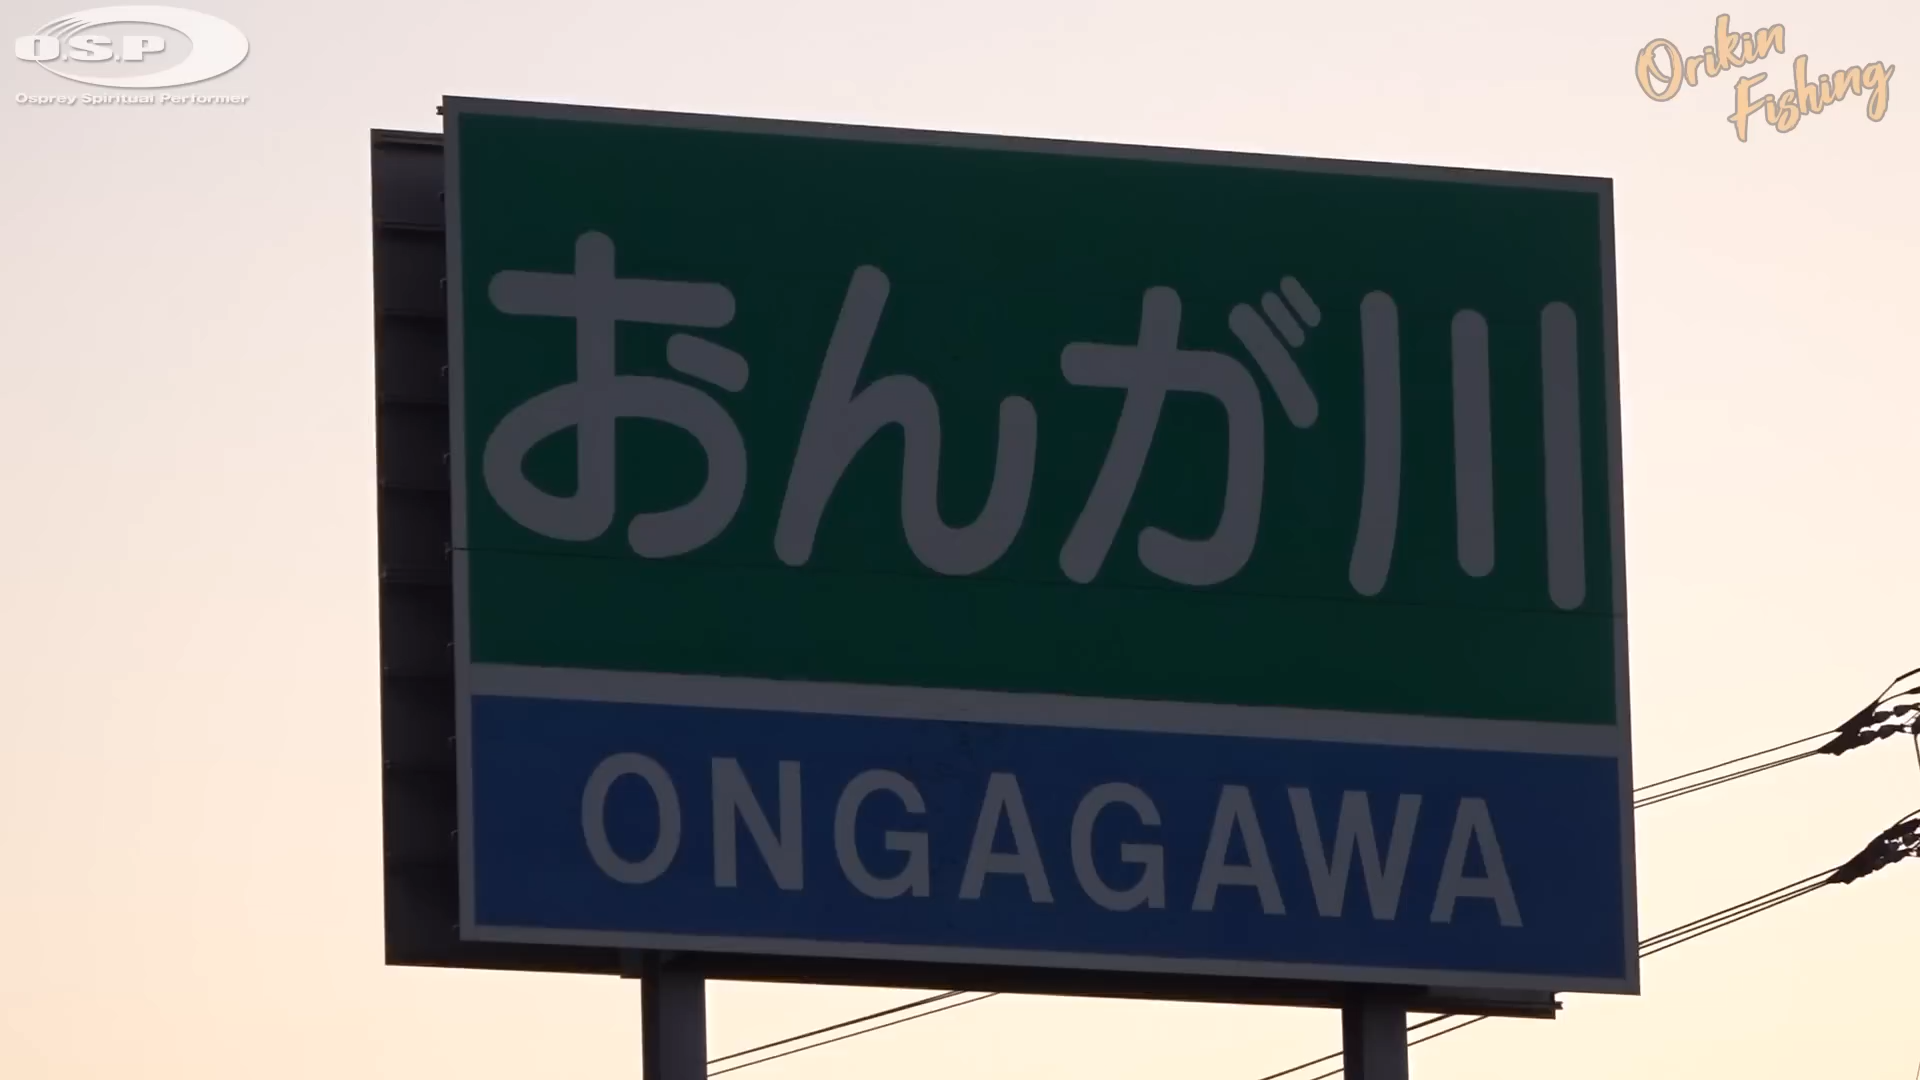 O.S.P
Osprey Spiritual Performer
Orikin
Fishing
おんが川
ONGAGAWA